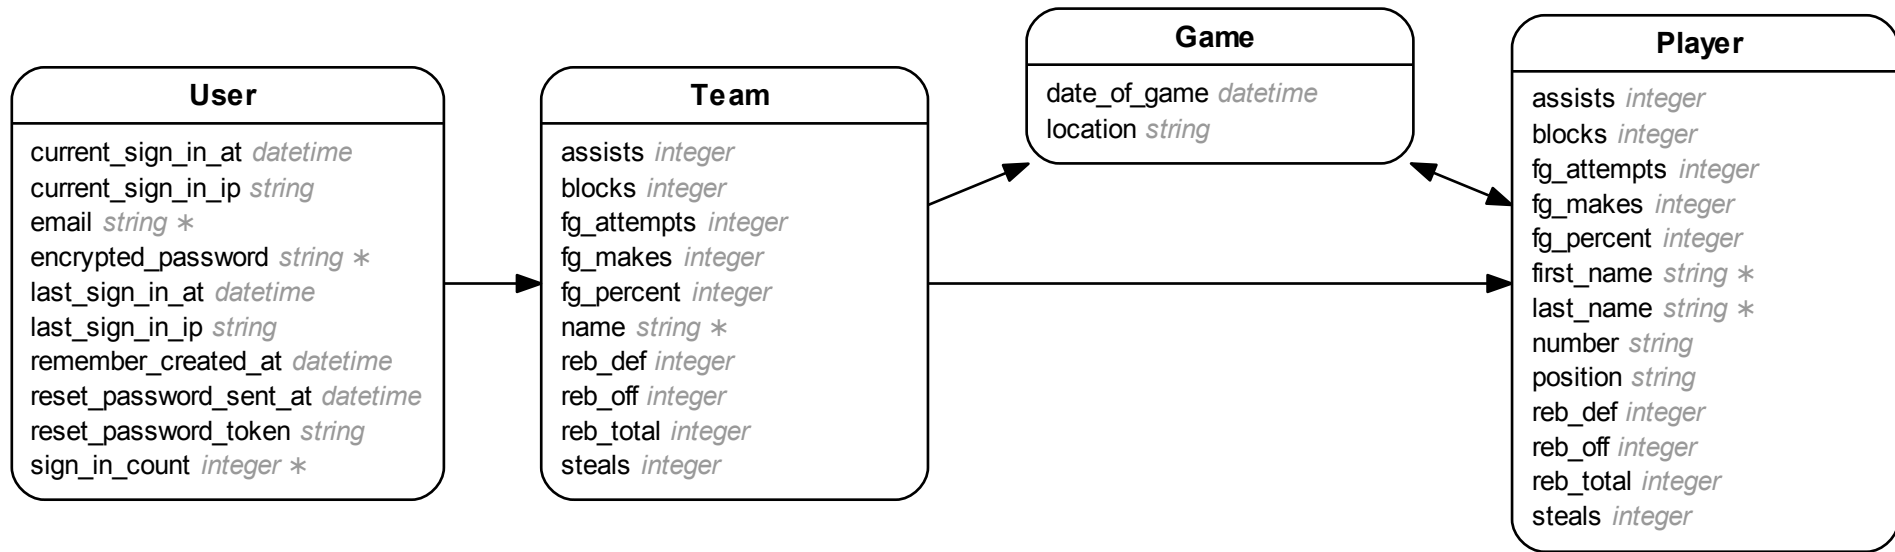 User
current_sign_in_at datetime
current_sign_in_ip string
email string *
encrypted_password string *
last_sign_in_at datetime
last_sign_in_ip string
remember_created_at datetime
reset_password_sent_at datetime
reset_password_token string
sign_in_count integer *
Team
assists integer
blocks integer
fg_attempts integer
fg_makes integer
fg_percent integer
name string *
reb_def integer
reb_off integer
reb_total integer
steals integer
Game
date_of_game datetime
location string
Player
assists integer
blocks integer
fg_attempts integer
fg_makes integer
fg_percent integer
first_name string *
last_name string *
number string
position string
reb_def integer
reb_off integer
reb_total integer
steals integer